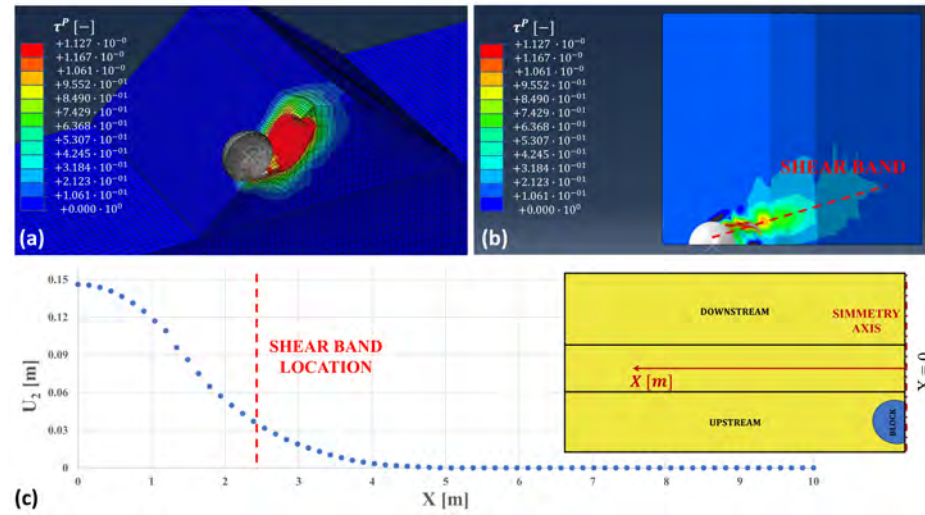 τᴾ [−]
+1.127 · 10⁻⁰
+1.167 · 10⁻⁰
+1.061 · 10⁻⁰
+9.552 · 10⁻⁰¹
+8.490 · 10⁻⁰¹
+7.429 · 10⁻⁰¹
+6.368 · 10⁻⁰¹
+5.307 · 10⁻⁰¹
+4.245 · 10⁻⁰¹
+3.184 · 10⁻⁰¹
+2.123 · 10⁻⁰¹
+1.061 · 10⁻⁰¹
+0.000 · 10⁰
(a)
τᴾ [−]
+1.127 · 10⁻⁰
+1.167 · 10⁻⁰
+1.061 · 10⁻⁰
+9.552 · 10⁻⁰¹
+8.490 · 10⁻⁰¹
+7.429 · 10⁻⁰¹
+6.368 · 10⁻⁰¹
+5.307 · 10⁻⁰¹
+4.245 · 10⁻⁰¹
+3.184 · 10⁻⁰¹
+2.123 · 10⁻⁰¹
+1.061 · 10⁻⁰¹
+0.000 · 10⁰
SHEAR BAND
(b)
0.15
0.12
0.09
0.06
0.03
0
U₂ [m]
SHEAR BAND
LOCATION
DOWNSTREAM
SIMMETRY
AXIS
X [m]
X = 0
UPSTREAM
BLOCK
0 1 2 3 4 5 6 7 8 9 10
X [m]
(c)